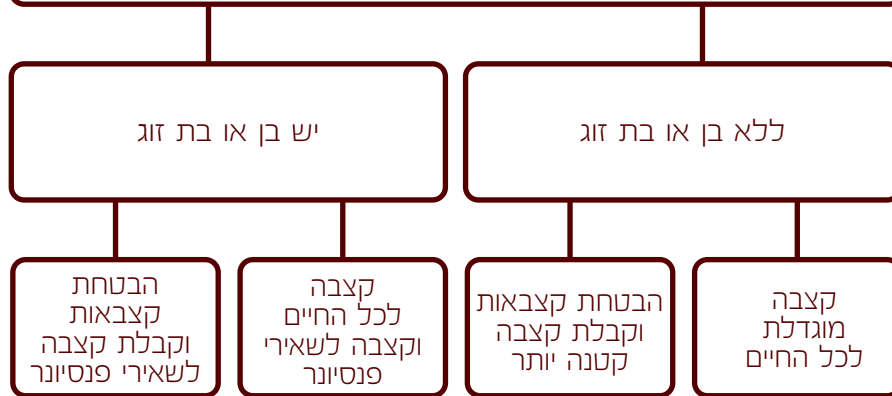 ללא בן או בת זוג
יש בן או בת זוג
קצבה
מוגדלת
לכל החיים
הבטחת קצבאות
וקבלת קצבה
קטנה יותר
קצבה
לכל החיים
וקצבה לשאירי
פנסיונר
הבטחת
קצבאות
וקבלת קצבה
לשאירי פנסיונר